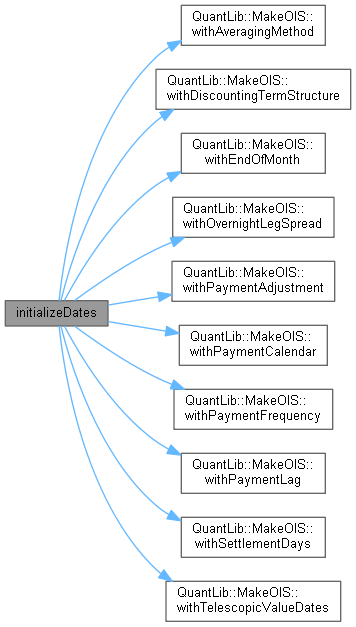 QuantLib::MakeOIS::
withAveragingMethod
QuantLib::MakeOIS::
withDiscountingTermStructure
QuantLib::MakeOIS::
withEndOfMonth
QuantLib::MakeOIS::
withOvernightLegSpread
QuantLib::MakeOIS::
withPaymentAdjustment
initializeDates
QuantLib::MakeOIS::
withPaymentCalendar
QuantLib::MakeOIS::
withPaymentFrequency
QuantLib::MakeOIS::
withPaymentLag
QuantLib::MakeOIS::
withSettlementDays
QuantLib::MakeOIS::
withTelescopicValueDates